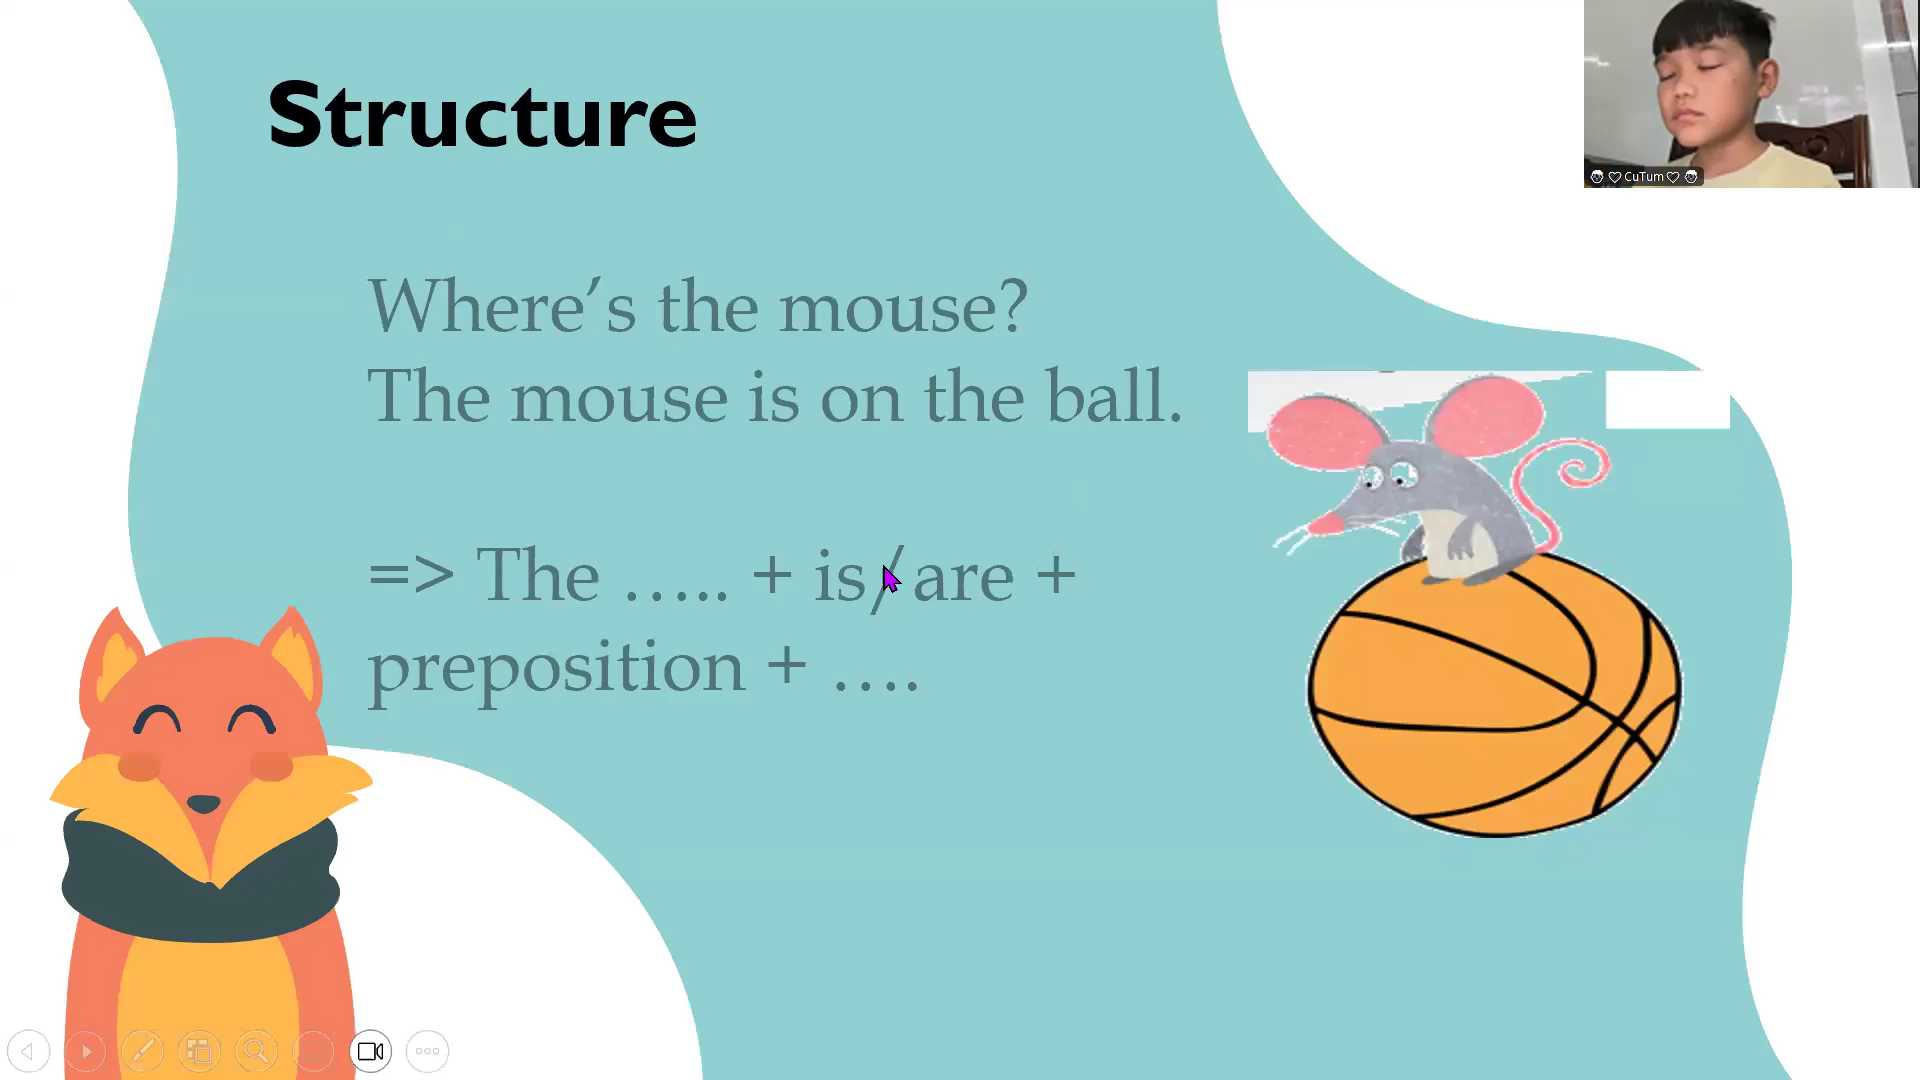 Structure
CuTum
Where’s the mouse?
The mouse is on the ball.
=> The ….. + is/are +
preposition + ….